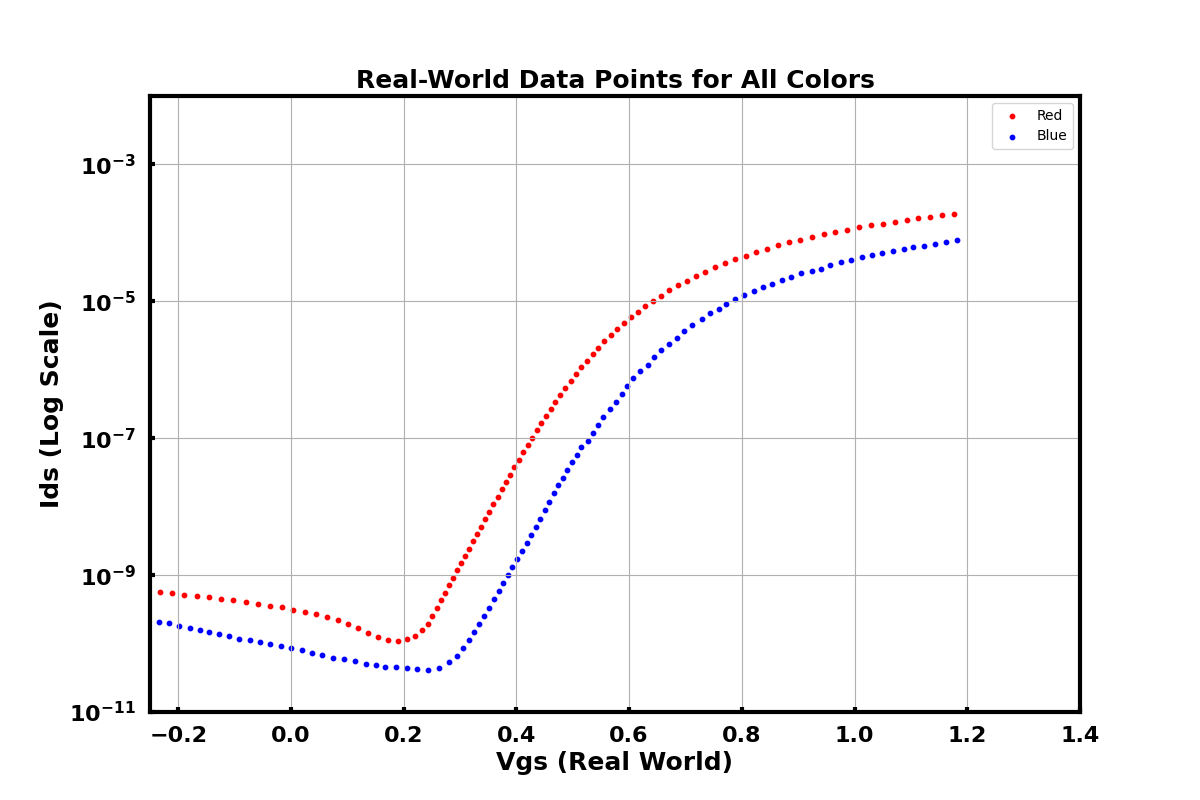 Real-World Data Points for All Colors
Red
Blue
10⁻³
10⁻⁵
10⁻⁷
10⁻⁹
10⁻¹¹
Ids (Log Scale)
−0.2 0.0 0.2 0.4 0.6 0.8 1.0 1.2 1.4
Vgs (Real World)